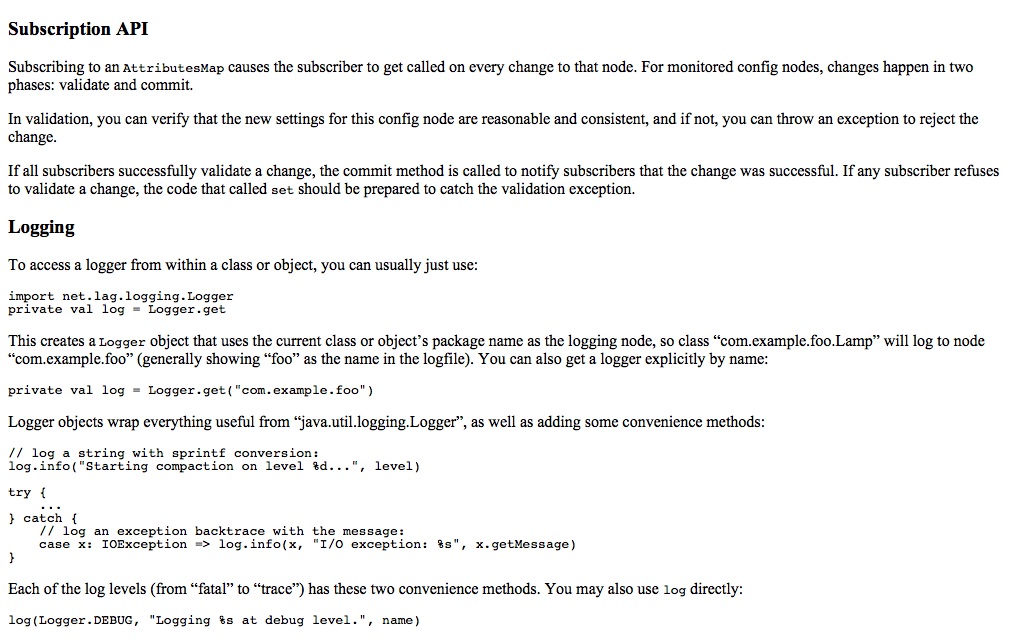 Subscription API
Subscribing to an AttributesMap causes the subscriber to get called on every change to that node. For monitored config nodes, changes happen in two
phases: validate and commit.
In validation, you can verify that the new settings for this config node are reasonable and consistent, and if not, you can throw an exception to reject the
change.
If all subscribers successfully validate a change, the commit method is called to notify subscribers that the change was successful. If any subscriber refuses
to validate a change, the code that called set should be prepared to catch the validation exception.
Logging
To access a logger from within a class or object, you can usually just use:
import net.lag.logging.Logger
private val log = Logger.get
This creates a Logger object that uses the current class or object’s package name as the logging node, so class “com.example.foo.Lamp” will log to node
“com.example.foo” (generally showing “foo” as the name in the logfile). You can also get a logger explicitly by name:
private val log = Logger.get("com.example.foo")
Logger objects wrap everything useful from “java.util.logging.Logger”, as well as adding some convenience methods:
// log a string with sprintf conversion:
log.info("Starting compaction on level %d...", level)
try {
    ...
} catch {
    // log an exception backtrace with the message:
    case x: IOException => log.info(x, "I/O exception: %s", x.getMessage)
}
Each of the log levels (from “fatal” to “trace”) has these two convenience methods. You may also use log directly:
log(Logger.DEBUG, "Logging %s at debug level.", name)